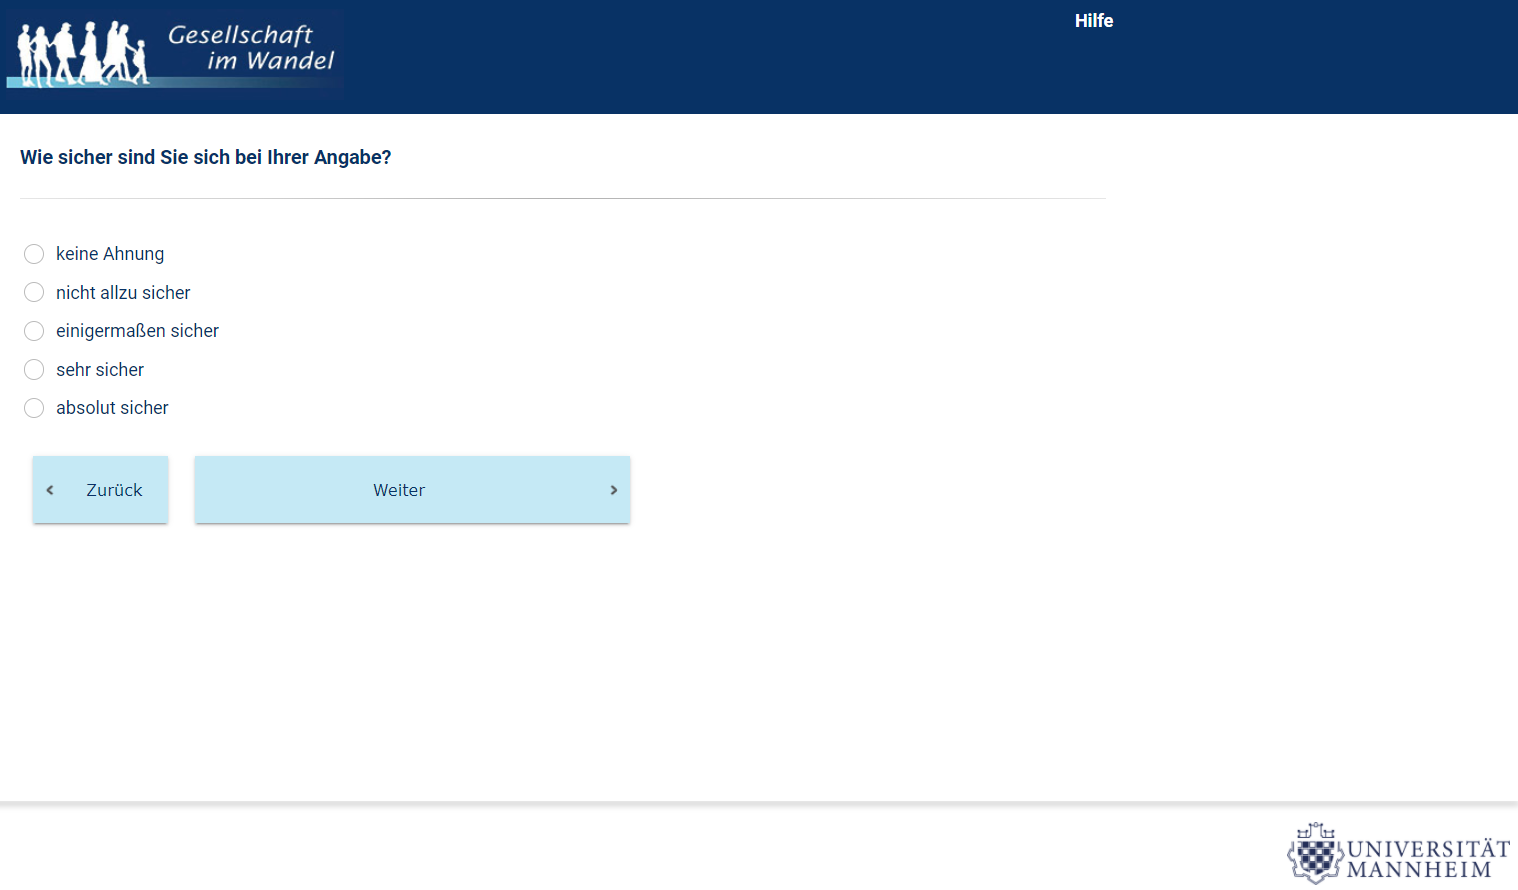 Gesellschaft
im Wandel
Hilfe
Wie sicher sind Sie sich bei Ihrer Angabe?
keine Ahnung
nicht allzu sicher
einigermaßen sicher
sehr sicher
absolut sicher
Zurück
Weiter
UNIVERSITÄT
MANNHEIM